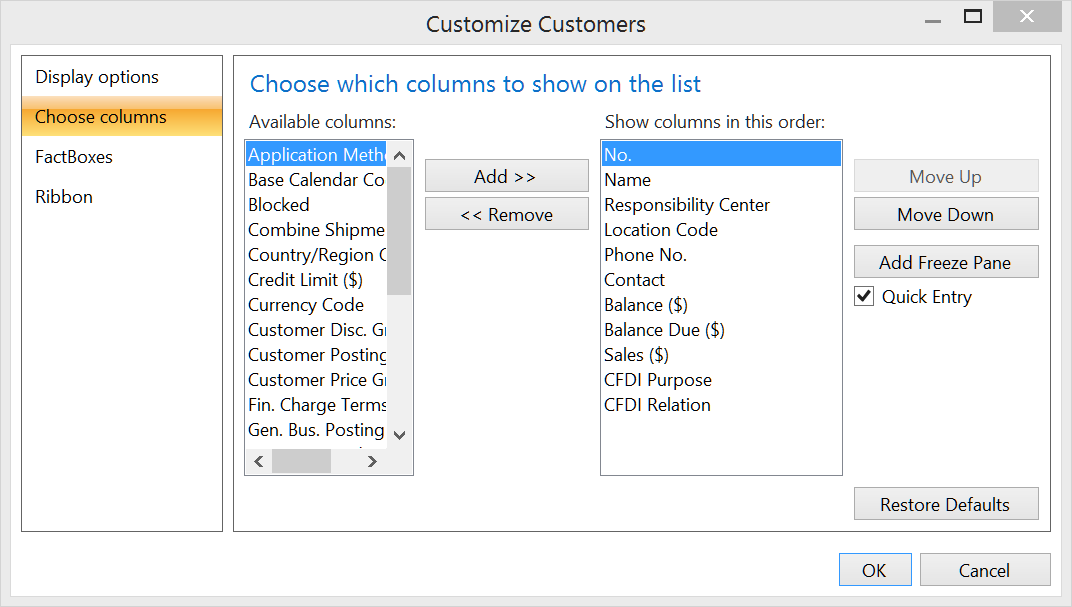 Customize Customers
Display options
Choose columns
FactBoxes
Ribbon
Choose which columns to show on the list
Available columns:
Application Meth
Base Calendar Co
Blocked
Combine Shipme
Country/Region C
Credit Limit ($)
Currency Code
Customer Disc. G
Customer Posting
Customer Price G
Fin. Charge Terms
Gen. Bus. Posting
Add >>
<< Remove
Show columns in this order:
No.
Name
Responsibility Center
Location Code
Phone No.
Contact
Balance ($)
Balance Due ($)
Sales ($)
CFDI Purpose
CFDI Relation
Move Up
Move Down
Add Freeze Pane
Quick Entry
Restore Defaults
OK
Cancel